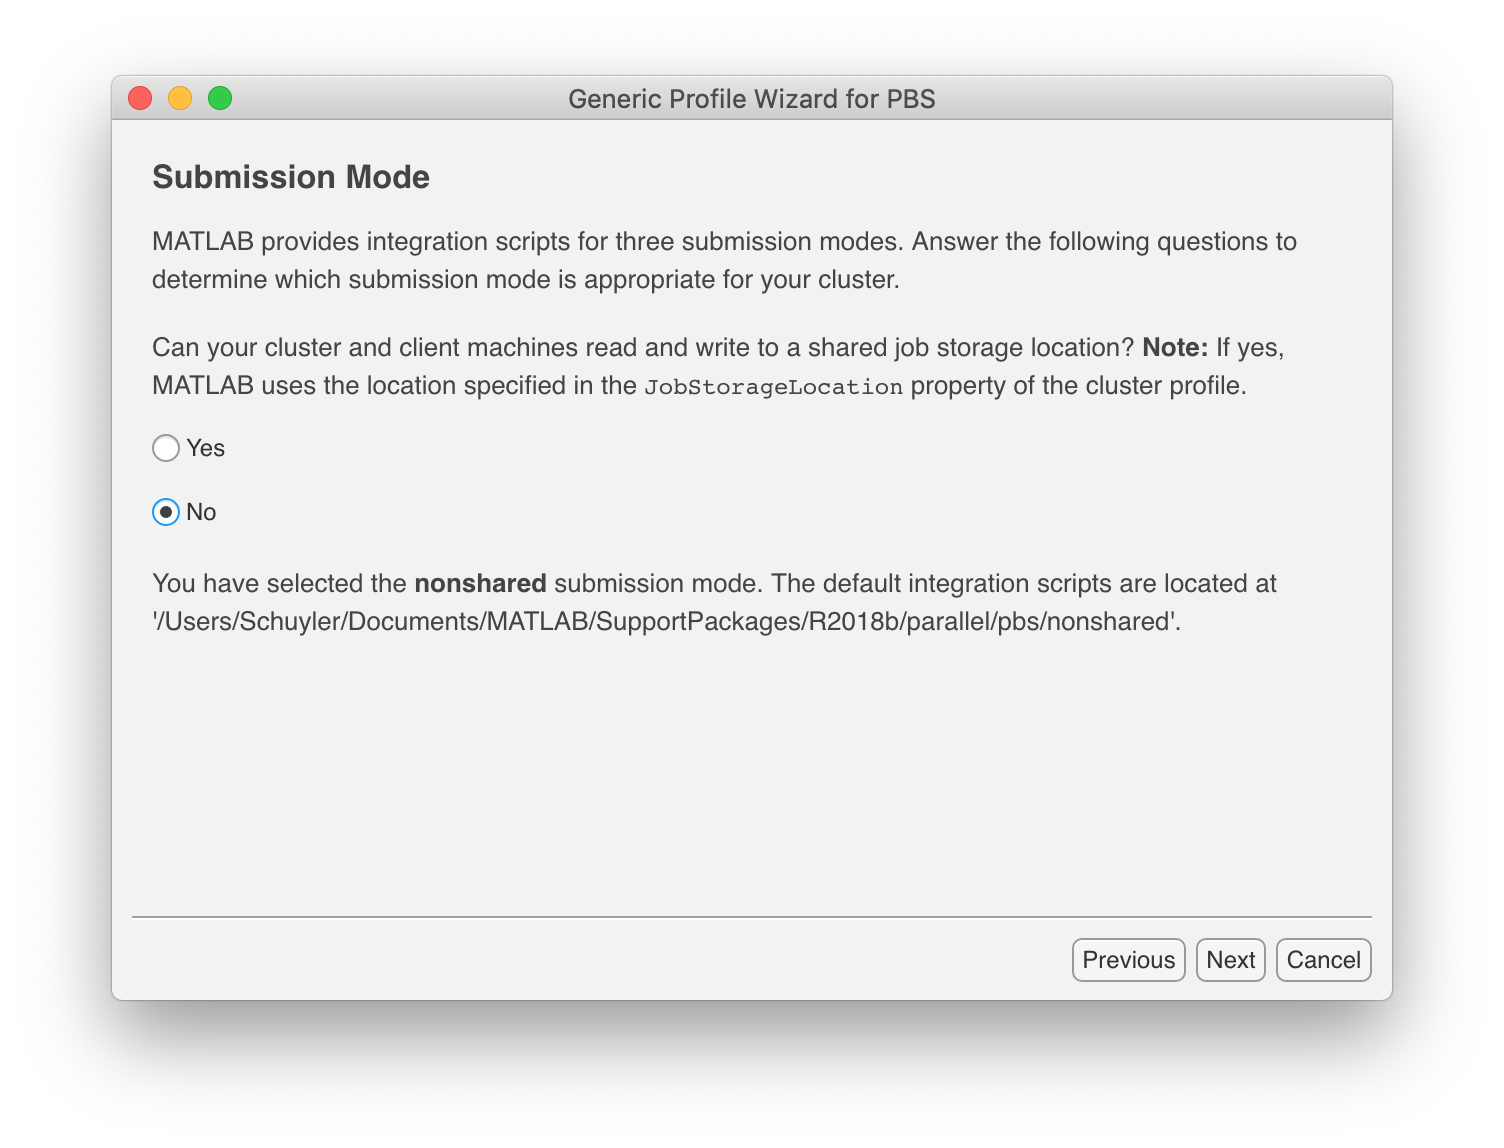 Generic Profile Wizard for PBS
Submission Mode
MATLAB provides integration scripts for three submission modes. Answer the following questions to
determine which submission mode is appropriate for your cluster.
Can your cluster and client machines read and write to a shared job storage location? Note: If yes,
MATLAB uses the location specified in the JobStorageLocation property of the cluster profile.
Yes
No
You have selected the nonshared submission mode. The default integration scripts are located at
'/Users/Schuyler/Documents/MATLAB/SupportPackages/R2018b/parallel/pbs/nonshared'.
Previous Next Cancel